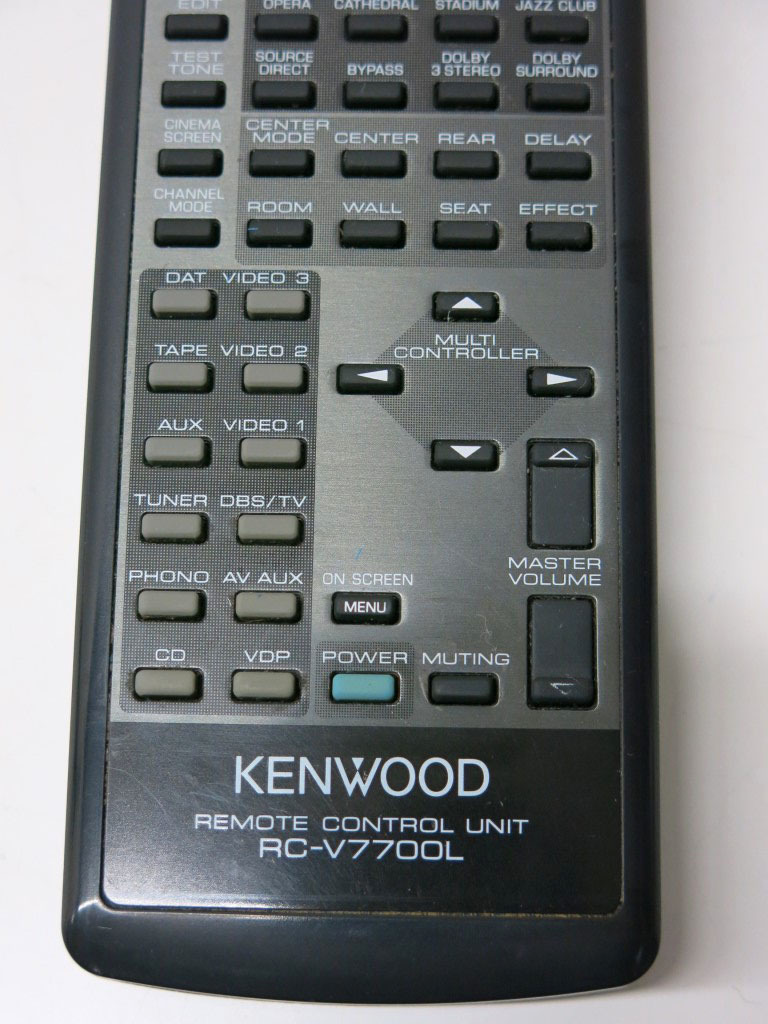 EDIT OPERA CATHEDRAL STADIUM JAZZ CLUB
TEST TONE
SOURCE DIRECT
BYPASS
DOLBY 3 STEREO
DOLBY SURROUND
CINEMA SCREEN
CENTER MODE
CENTER
REAR
DELAY
CHANNEL MODE
ROOM
WALL
SEAT
EFFECT
DAT VIDEO 3
TAPE VIDEO 2
MULTI
CONTROLLER
AUX VIDEO 1
TUNER DBS/TV
MASTER
VOLUME
PHONO AV AUX
ON SCREEN
MENU
CD VDP
POWER MUTING
KENWOOD
REMOTE CONTROL UNIT
RC-V7700L